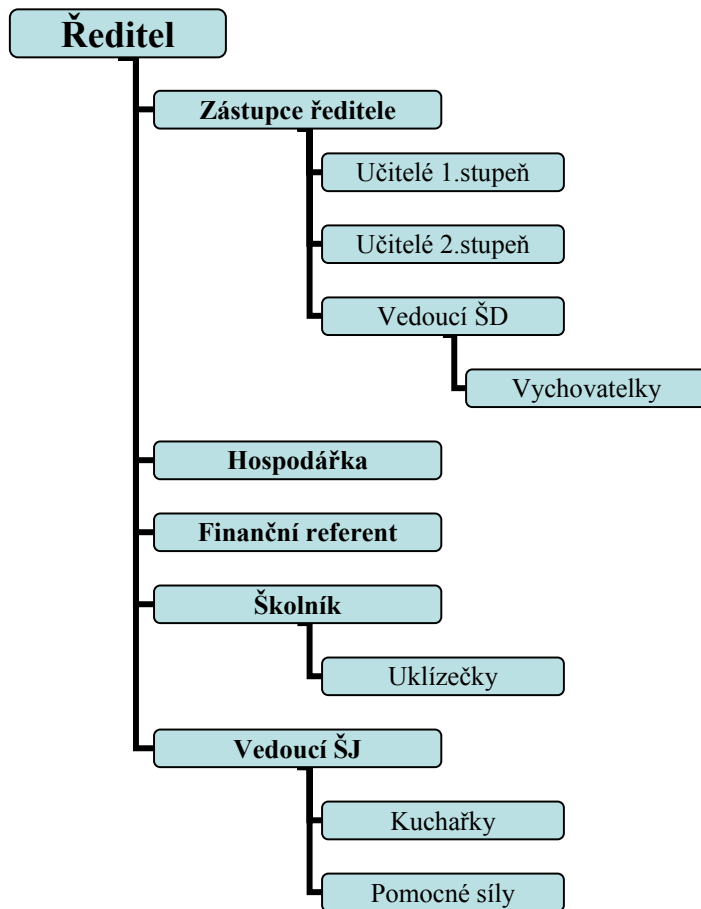 Ředitel
Zástupce ředitele
Učitelé 1.stupeň
Učitelé 2.stupeň
Vedoucí ŠD
Vychovatelky
Hospodářka
Finanční referent
Školník
Uklízečky
Vedoucí ŠJ
Kuchařky
Pomocné síly